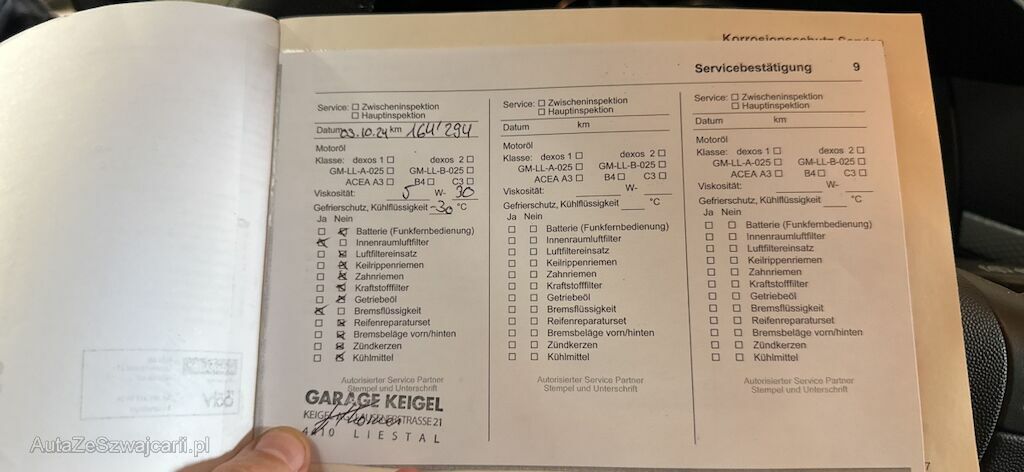 Korrosionsschutz-Service
Servicebestätigung 9
Service: Zwischeninspektion
Hauptinspektion
Datum 03.10.24 km 164'294
Motoröl
Klasse: dexos 1 dexos 2
GM-LL-A-025 GM-LL-B-025
ACEA A3 B4 C3
Viskosität: 5 W- 30
Gefrierschutz, Kühlflüssigkeit -30 °C
Ja Nein
Batterie (Funkfernbedienung)
Innenraumluftfilter
Luftfiltereinsatz
Keilrippenriemen
Zahnriemen
Kraftstofffilter
Getriebeöl
Bremsflüssigkeit
Reifenreparaturset
Bremsbeläge vorn/hinten
Zündkerzen
Kühlmittel
Autorisierter Service Partner
Stempel und Unterschrift
GARAGE KEIGEL
KEIGEL
STRASSE 21
LIESTAL
Service: Zwischeninspektion
Hauptinspektion
Datum km
Motoröl
Klasse: dexos 1 dexos 2
GM-LL-A-025 GM-LL-B-025
ACEA A3 B4 C3
Viskosität: W-
Gefrierschutz, Kühlflüssigkeit °C
Ja Nein
Batterie (Funkfernbedienung)
Innenraumluftfilter
Luftfiltereinsatz
Keilrippenriemen
Zahnriemen
Kraftstofffilter
Getriebeöl
Bremsflüssigkeit
Reifenreparaturset
Bremsbeläge vorn/hinten
Zündkerzen
Kühlmittel
Autorisierter Service Partner
Stempel und Unterschrift
Service: Zwischeninspektion
Hauptinspektion
Datum km
Motoröl
Klasse: dexos 1 dexos 2
GM-LL-A-025 GM-LL-B-025
ACEA A3 B4 C3
Viskosität: W-
Gefrierschutz, Kühlflüssigkeit °C
Ja Nein
Batterie (Funkfernbedienung)
Innenraumluftfilter
Luftfiltereinsatz
Keilrippenriemen
Zahnriemen
Kraftstofffilter
Getriebeöl
Bremsflüssigkeit
Reifenreparaturset
Bremsbeläge vorn/hinten
Zündkerzen
Kühlmittel
Autorisierter Service Partner
Stempel und Unterschrift
7
AutaZeSzwajcarii.pl